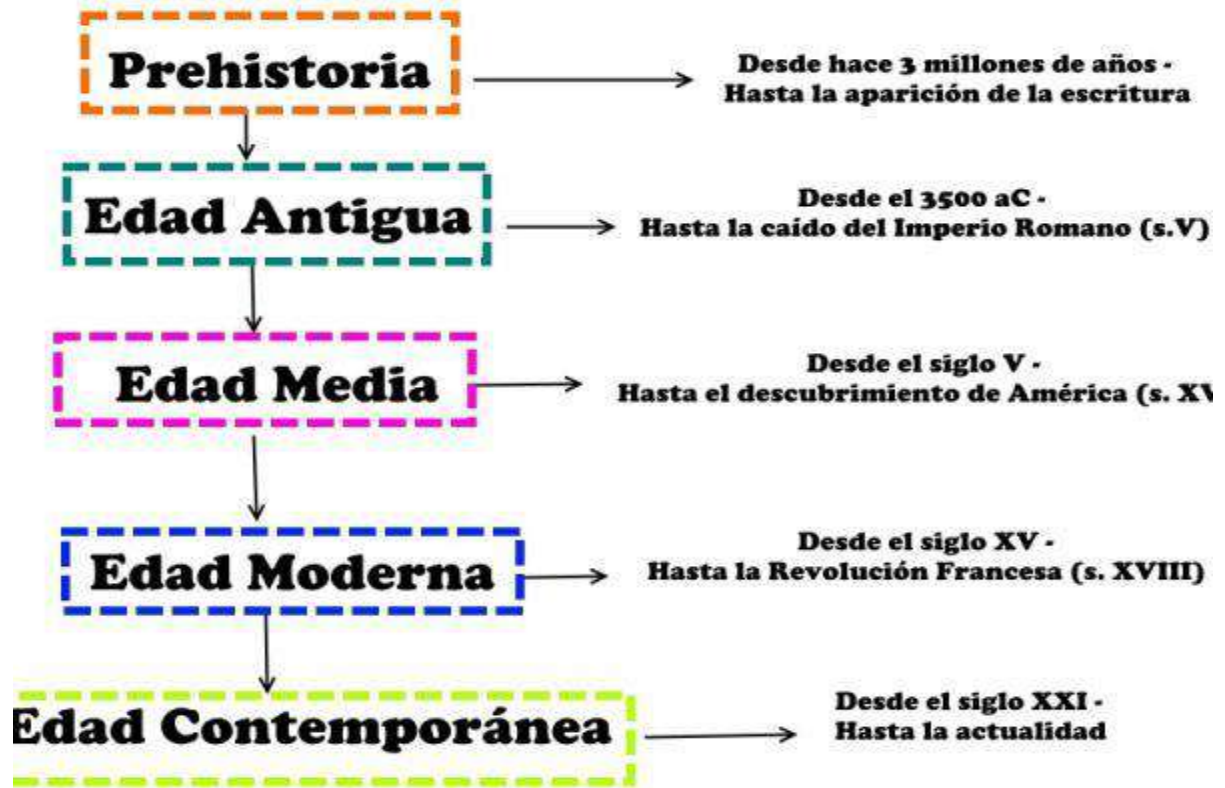 Prehistoria
Desde hace 3 millones de años -
Hasta la aparición de la escritura
Edad Antigua
Desde el 3500 aC -
Hasta la caído del Imperio Romano (s.V)
Edad Media
Desde el siglo V -
Hasta el descubrimiento de América (s. XV
Edad Moderna
Desde el siglo XV -
Hasta la Revolución Francesa (s. XVIII)
Edad Contemporánea
Desde el siglo XXI -
Hasta la actualidad